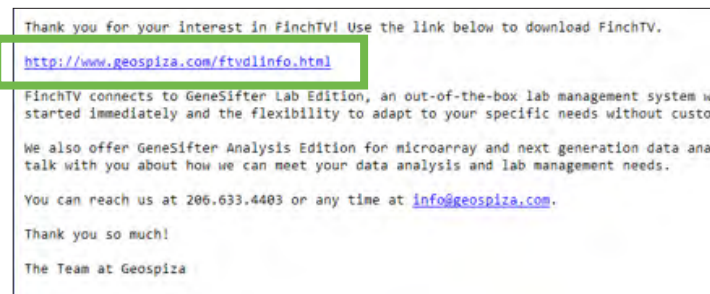 Thank you for your interest in FinchTV! Use the link below to download FinchTV.
http://www.geospiza.com/ftvdlinfo.html
FinchTV connects to GeneSifter Lab Edition, an out-of-the-box lab management system w
started immediately and the flexibility to adapt to your specific needs without custo
We also offer GeneSifter Analysis Edition for microarray and next generation data ana
talk with you about how we can meet your data analysis and lab management needs.
You can reach us at 206.633.4403 or any time at info@geospiza.com.
Thank you so much!
The Team at Geospiza